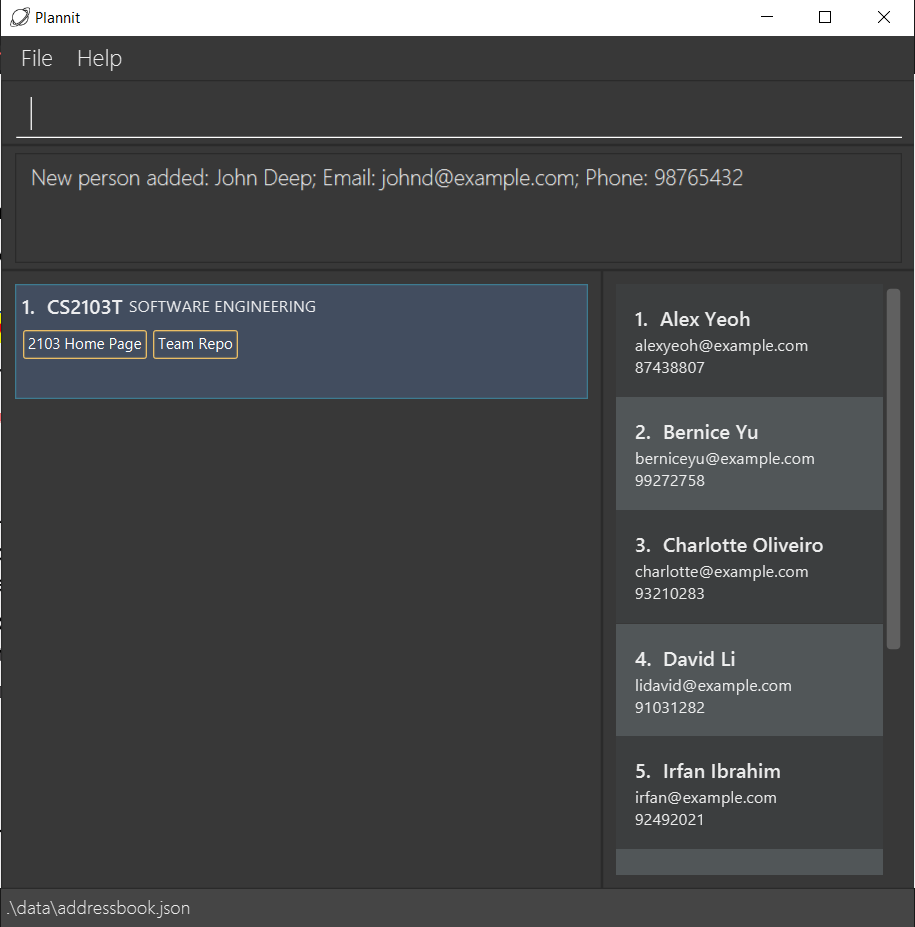 Plannit
File Help
New person added: John Deep; Email: johnd@example.com; Phone: 98765432
1. CS2103T SOFTWARE ENGINEERING
2103 Home Page Team Repo
1. Alex Yeoh
alexyeoh@example.com
87438807
2. Bernice Yu
berniceyu@example.com
99272758
3. Charlotte Oliveiro
charlotte@example.com
93210283
4. David Li
lidavid@example.com
91031282
5. Irfan Ibrahim
irfan@example.com
92492021
.\data\addressbook.json